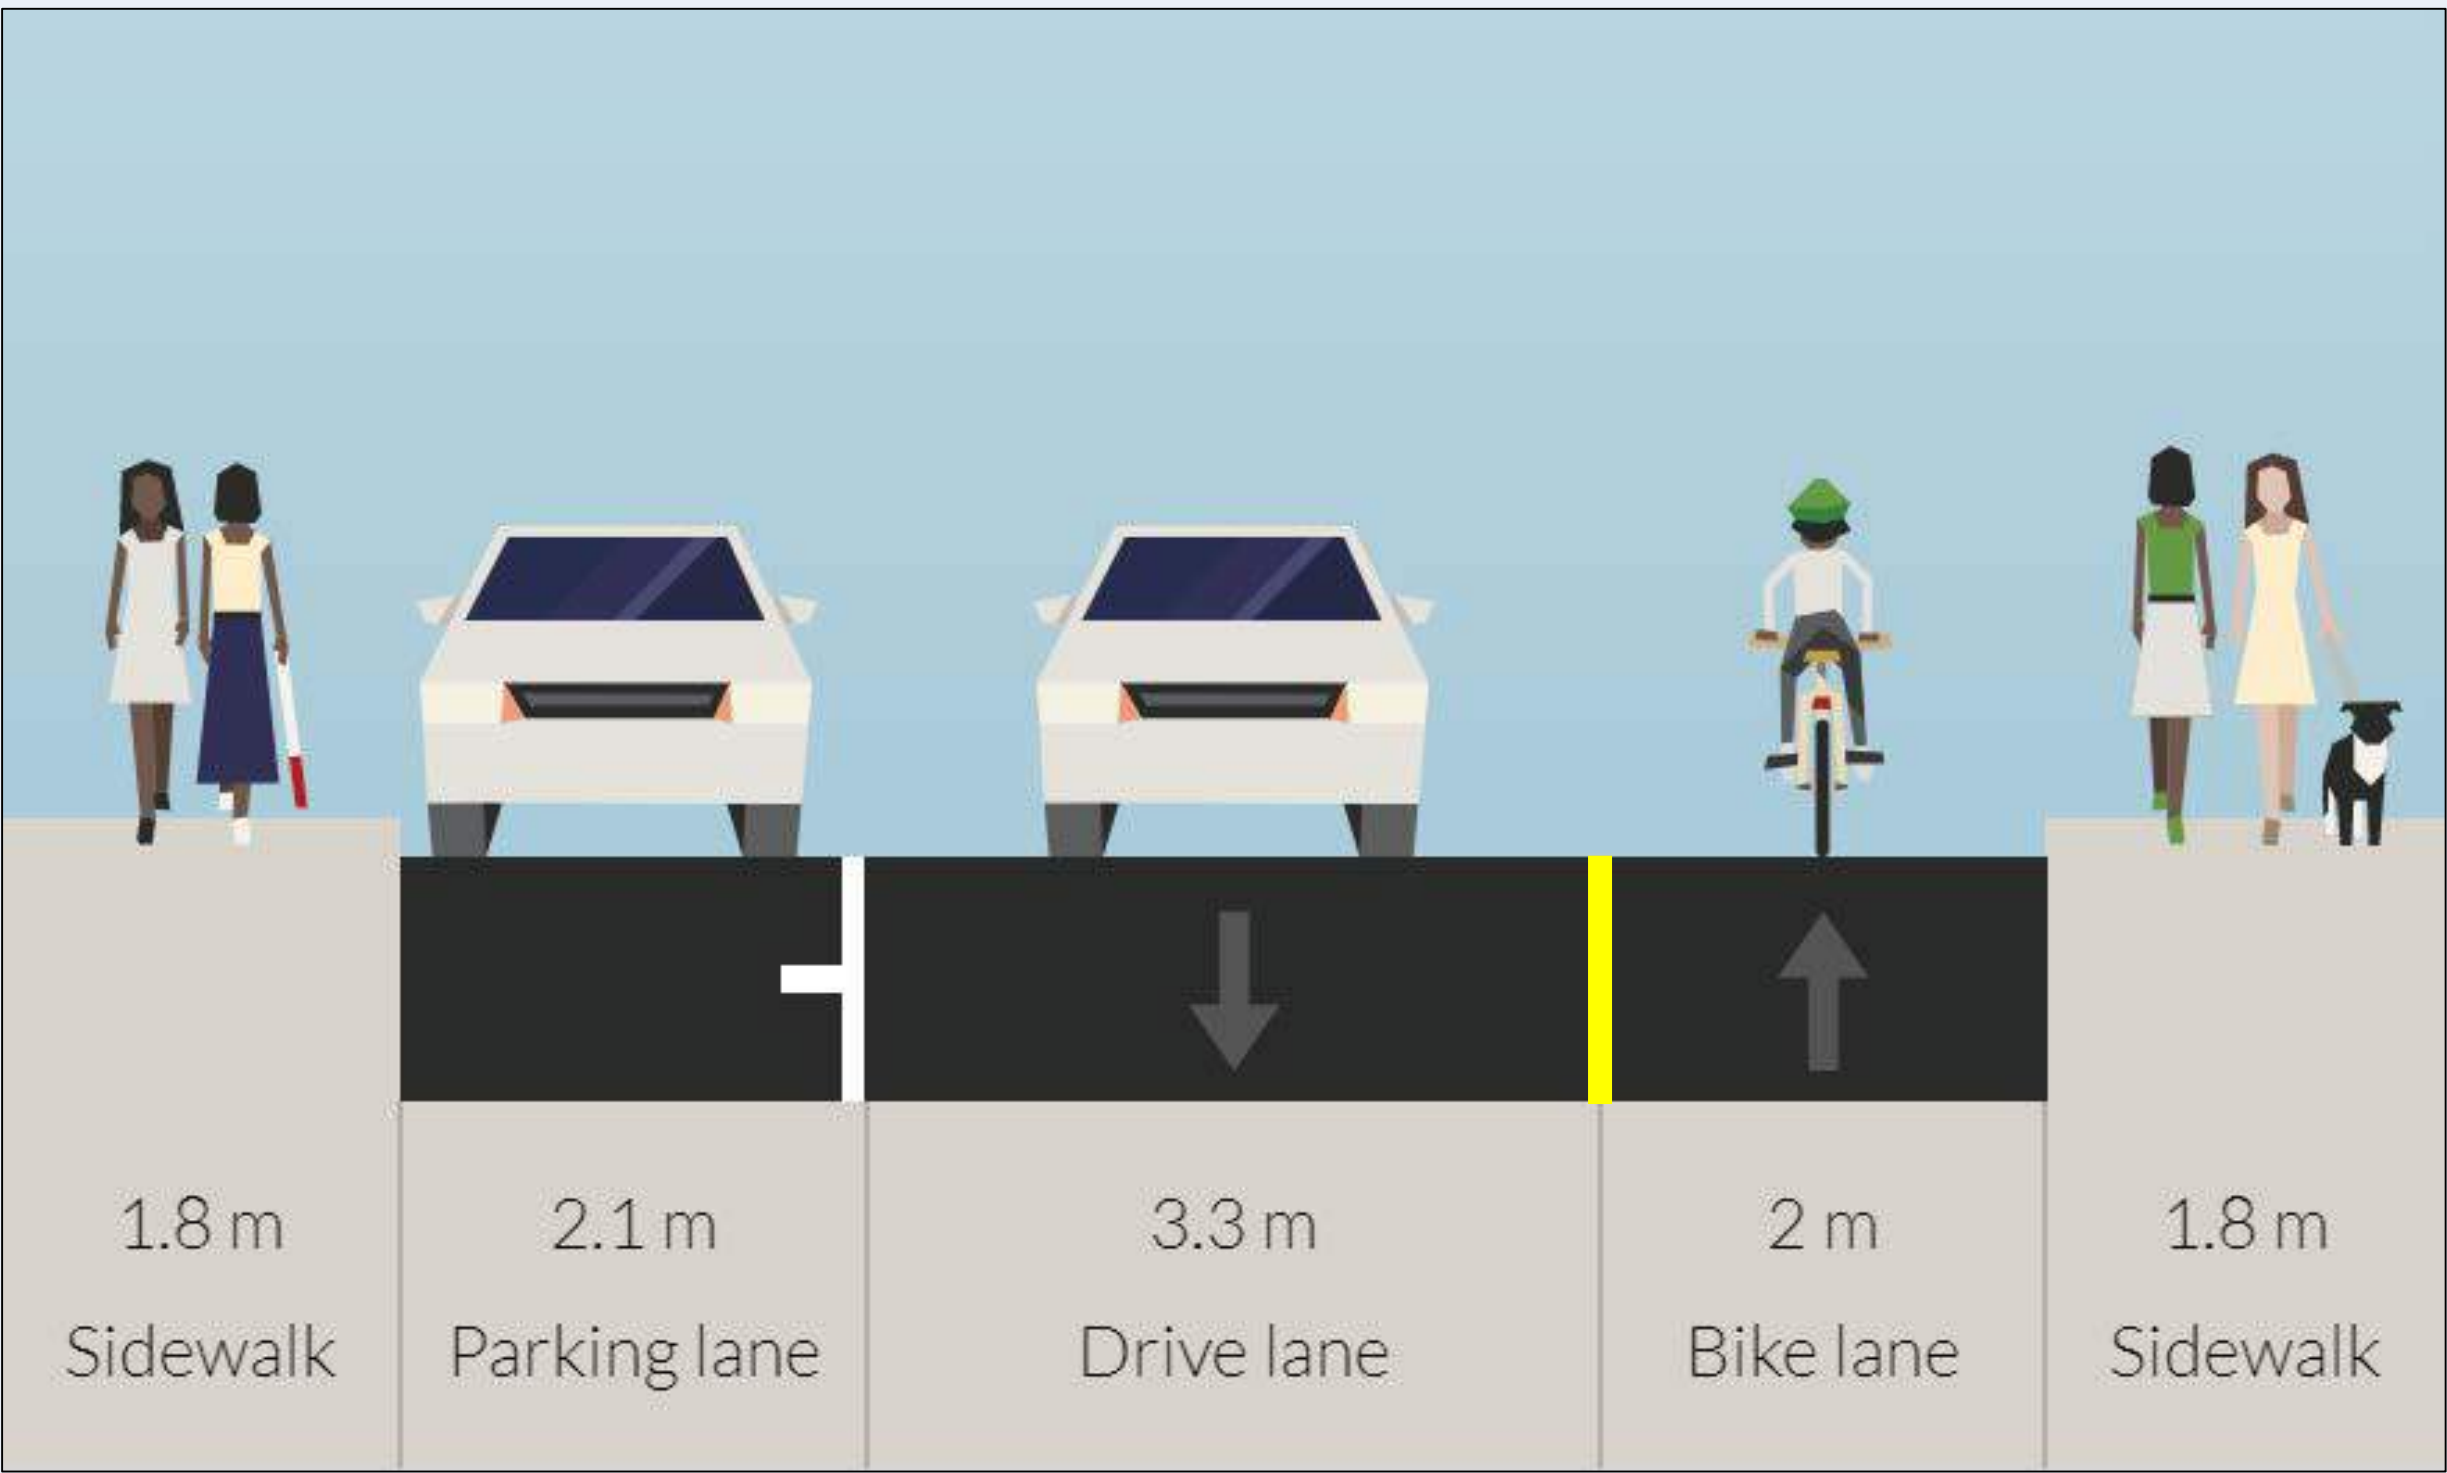 1.8 m
Sidewalk
2.1 m
Parking lane
3.3 m
Drive lane
2 m
Bike lane
1.8 m
Sidewalk